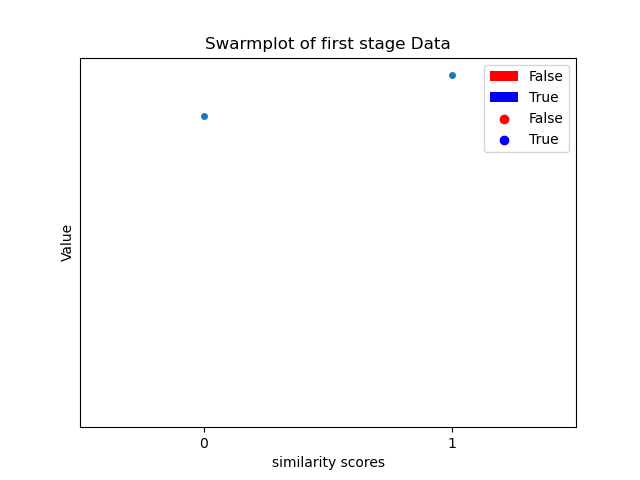 Swarmplot of first stage Data
False
True
False
True
Value
0
1
similarity scores